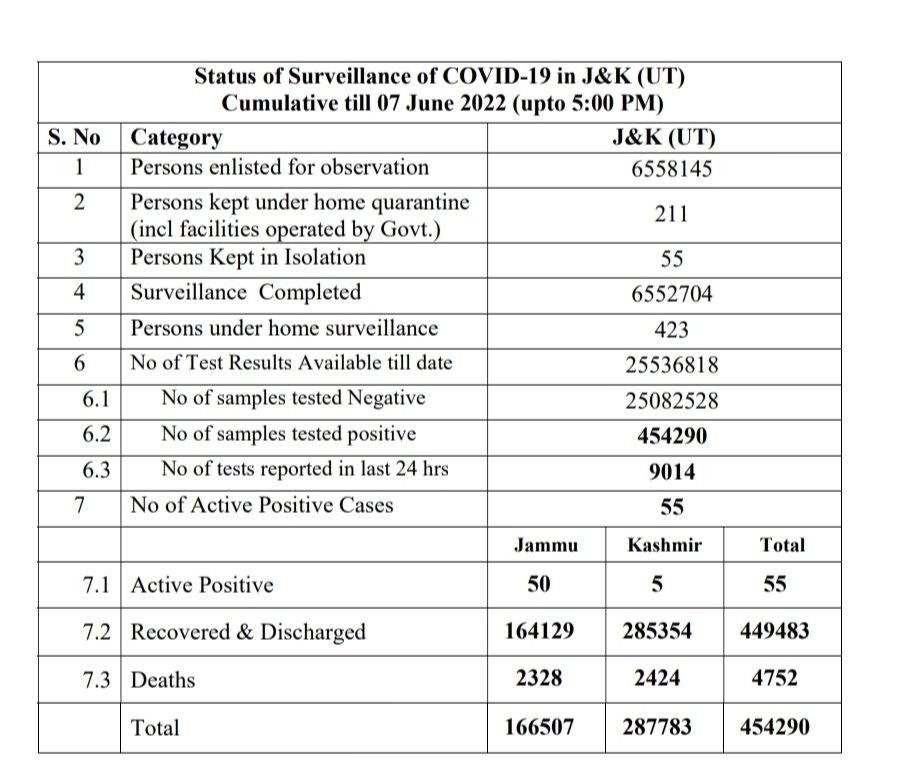 Status of Surveillance of COVID-19 in J&K (UT)
Cumulative till 07 June 2022 (upto 5:00 PM)
S. No Category J&K (UT)
1 Persons enlisted for observation 6558145
2 Persons kept under home quarantine
(incl facilities operated by Govt.) 211
3 Persons Kept in Isolation 55
4 Surveillance Completed 6552704
5 Persons under home surveillance 423
6 No of Test Results Available till date 25536818
6.1 No of samples tested Negative 25082528
6.2 No of samples tested positive 454290
6.3 No of tests reported in last 24 hrs 9014
7 No of Active Positive Cases 55
Jammu Kashmir Total
7.1 Active Positive 50 5 55
7.2 Recovered & Discharged 164129 285354 449483
7.3 Deaths 2328 2424 4752
Total 166507 287783 454290